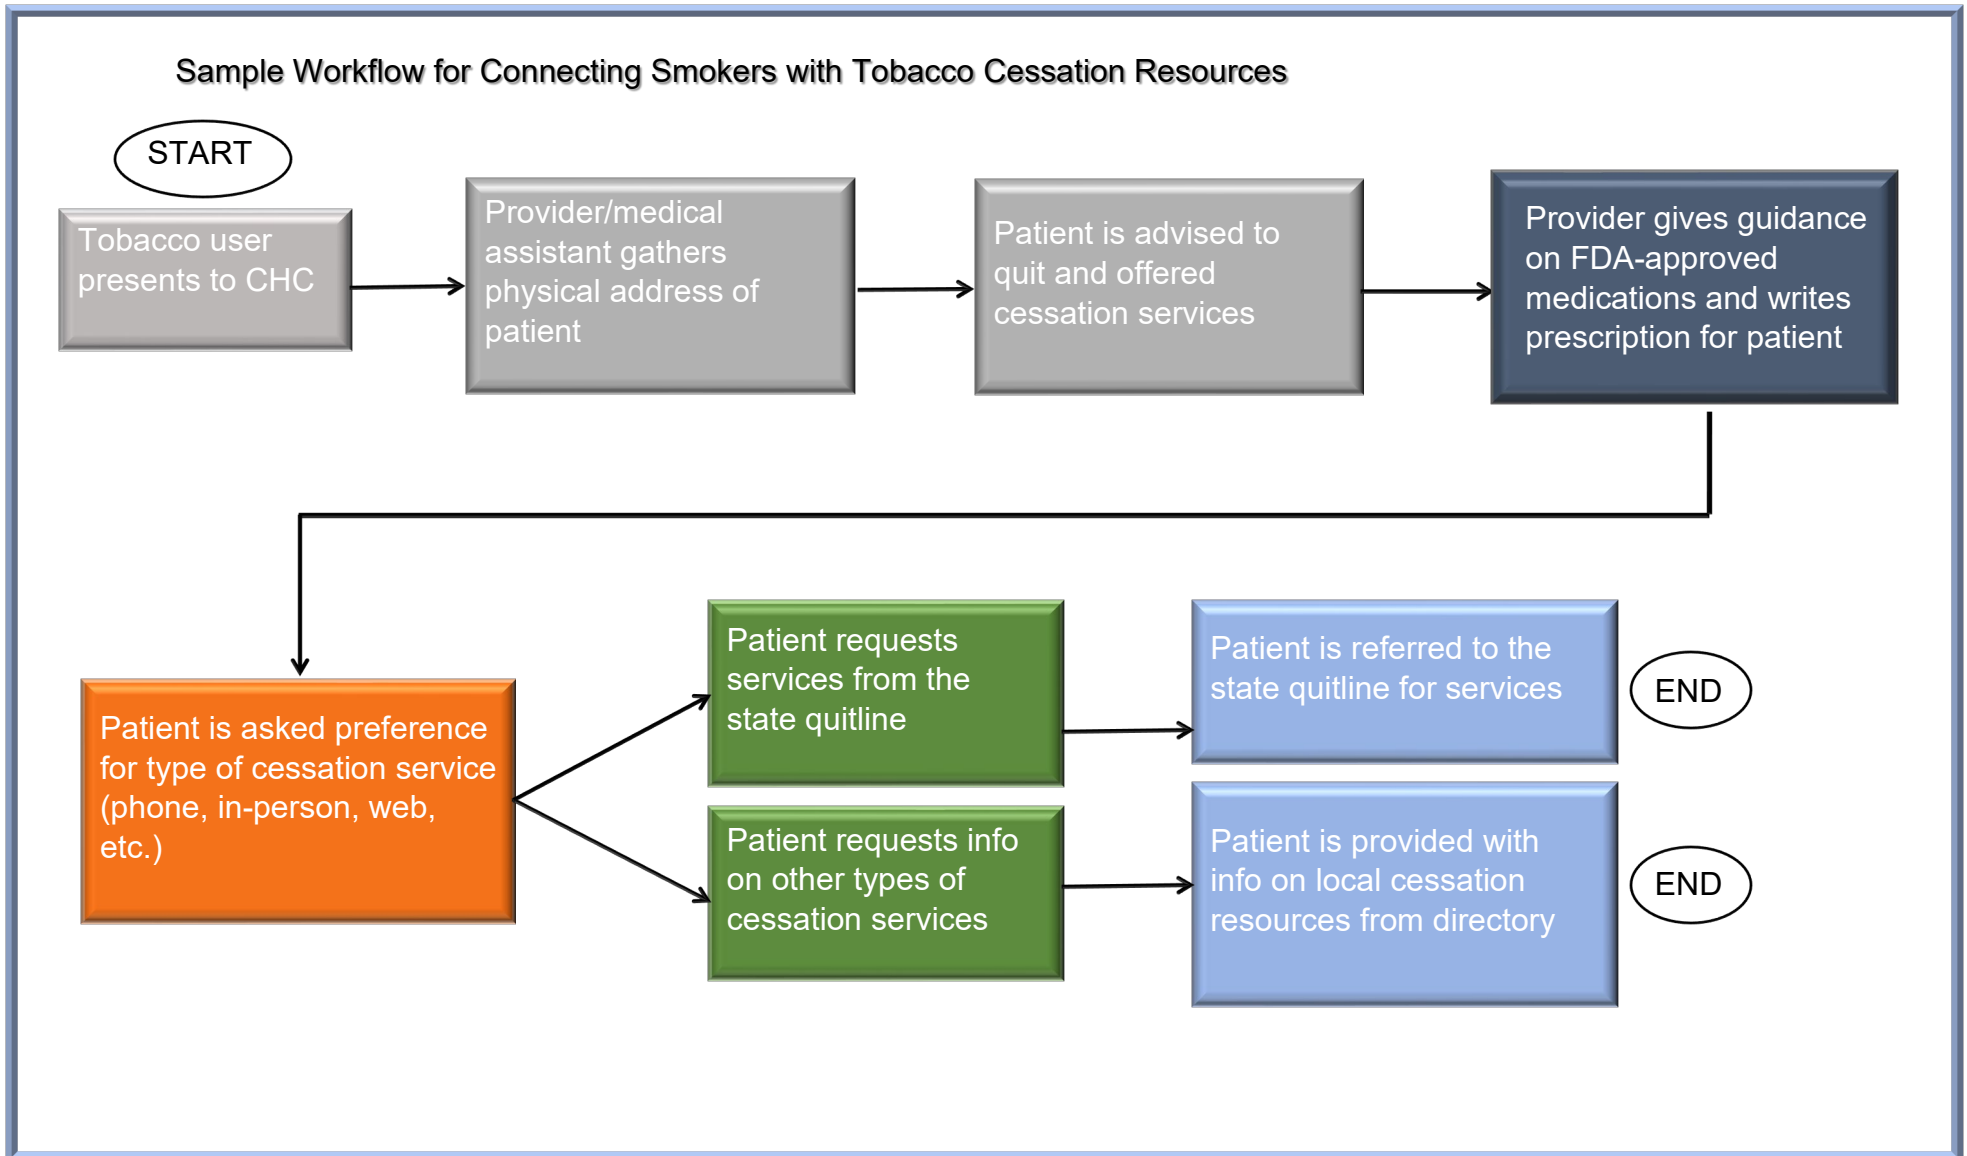 Sample Workflow for Connecting Smokers with Tobacco Cessation Resources
START
Tobacco user
presents to CHC
Provider/medical
assistant gathers
physical address of
patient
Patient is advised to
quit and offered
cessation services
Provider gives guidance
on FDA-approved
medications and writes
prescription for patient
Patient is asked preference
for type of cessation service
(phone, in-person, web,
etc.)
Patient requests
services from the
state quitline
Patient is referred to the
state quitline for services
END
Patient requests info
on other types of
cessation services
Patient is provided with
info on local cessation
resources from directory
END